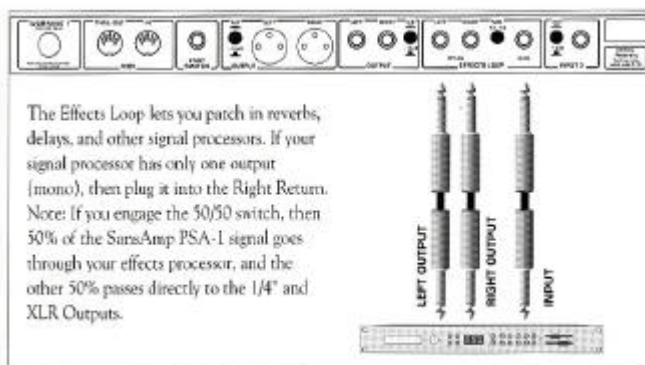 OUTPUT
OUTPUT
EFFECTS LOOP
INPUT
The Effects Loop lets you patch in reverbs,
delays, and other signal processors. If your
signal processor has only one output
(mono), then plug it into the Right Return.
Note: If you engage the 50/50 switch, then
50% of the SansAmp PSA-1 signal goes
through your effects processor, and the
other 50% passes directly to the 1/4" and
XLR Outputs.
LEFT OUTPUT
RIGHT OUTPUT
INPUT